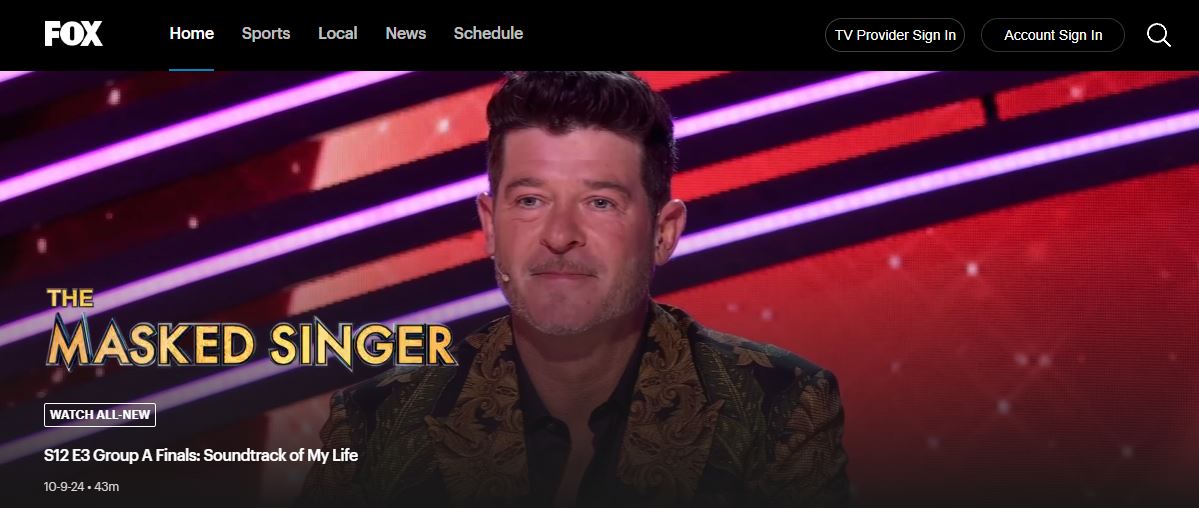 FOX
Home Sports Local News Schedule
TV Provider Sign In Account Sign In
THE
MASKED SINGER
WATCH ALL-NEW
S12 E3 Group A Finals: Soundtrack of My Life
10-9-24 • 43m